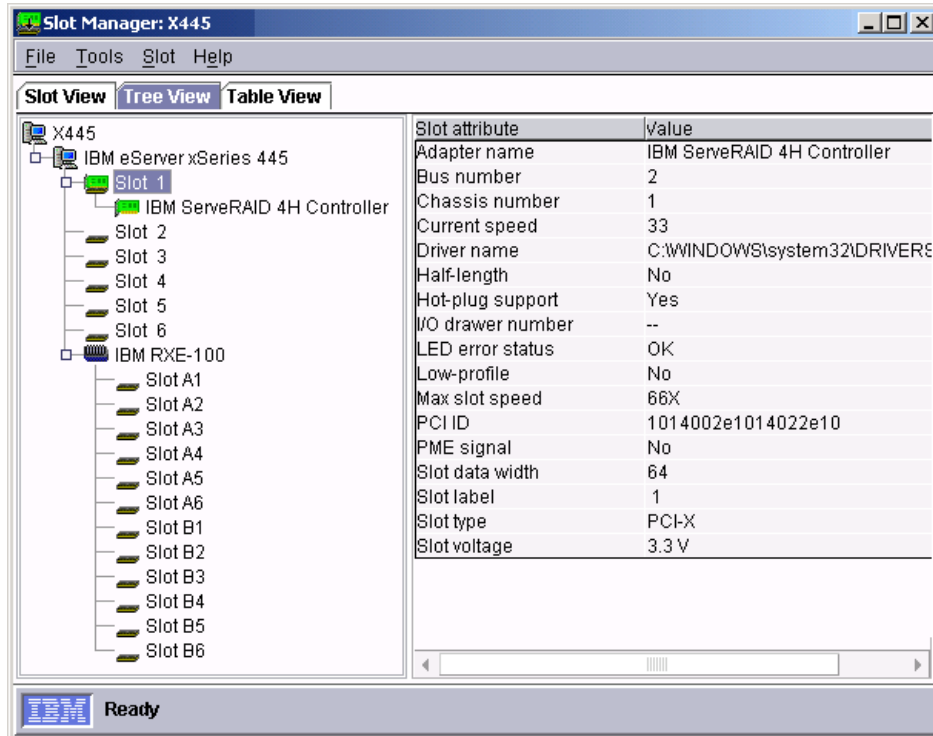 Slot Manager: X445
File Tools Slot Help
Slot View Tree View Table View
X445
IBM eServer xSeries 445
Slot 1
IBM ServeRAID 4H Controller
Slot 2
Slot 3
Slot 4
Slot 5
Slot 6
IBM RXE-100
Slot A1
Slot A2
Slot A3
Slot A4
Slot A5
Slot A6
Slot B1
Slot B2
Slot B3
Slot B4
Slot B5
Slot B6
Slot attribute Value
Adapter name IBM ServeRAID 4H Controller
Bus number 2
Chassis number 1
Current speed 33
Driver name C:\WINDOWS\system32\DRIVERS
Half-length No
Hot-plug support Yes
I/O drawer number --
LED error status OK
Low-profile No
Max slot speed 66X
PCI ID 1014002e1014022e10
PME signal No
Slot data width 64
Slot label 1
Slot type PCI-X
Slot voltage 3.3 V
IBM Ready